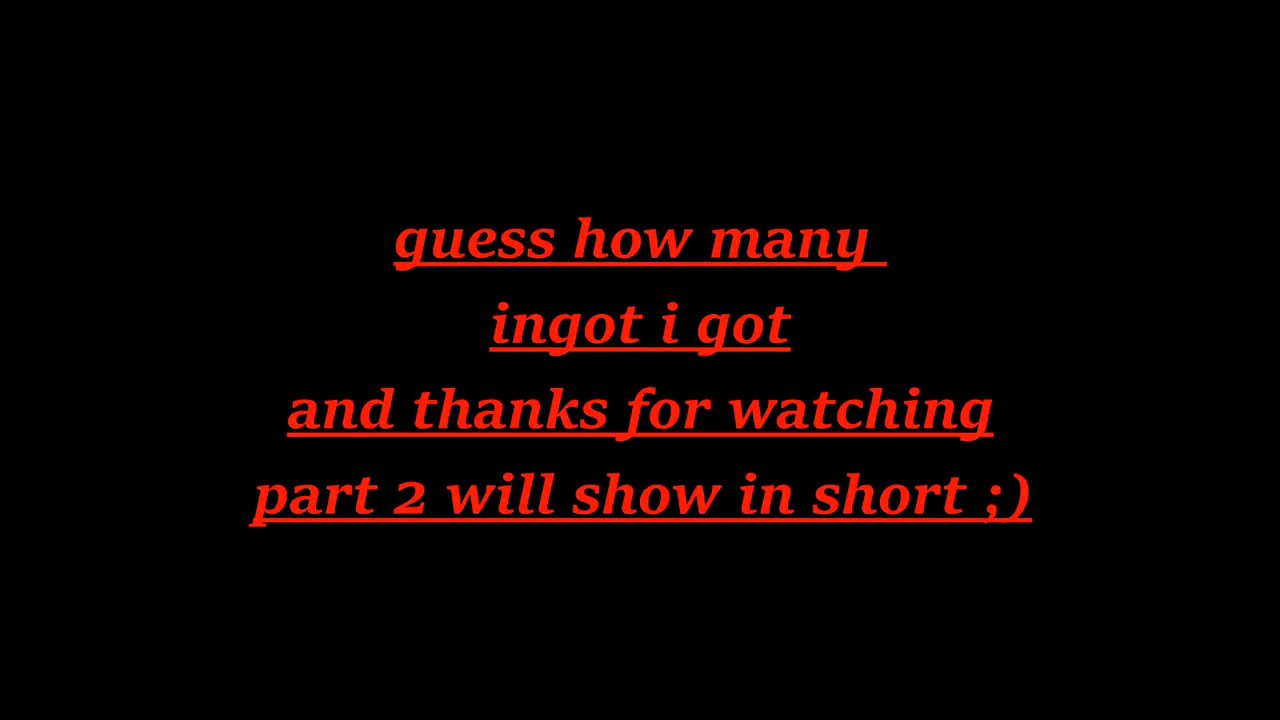 guess how many
ingot i got
and thanks for watching
part 2 will show in short ;)